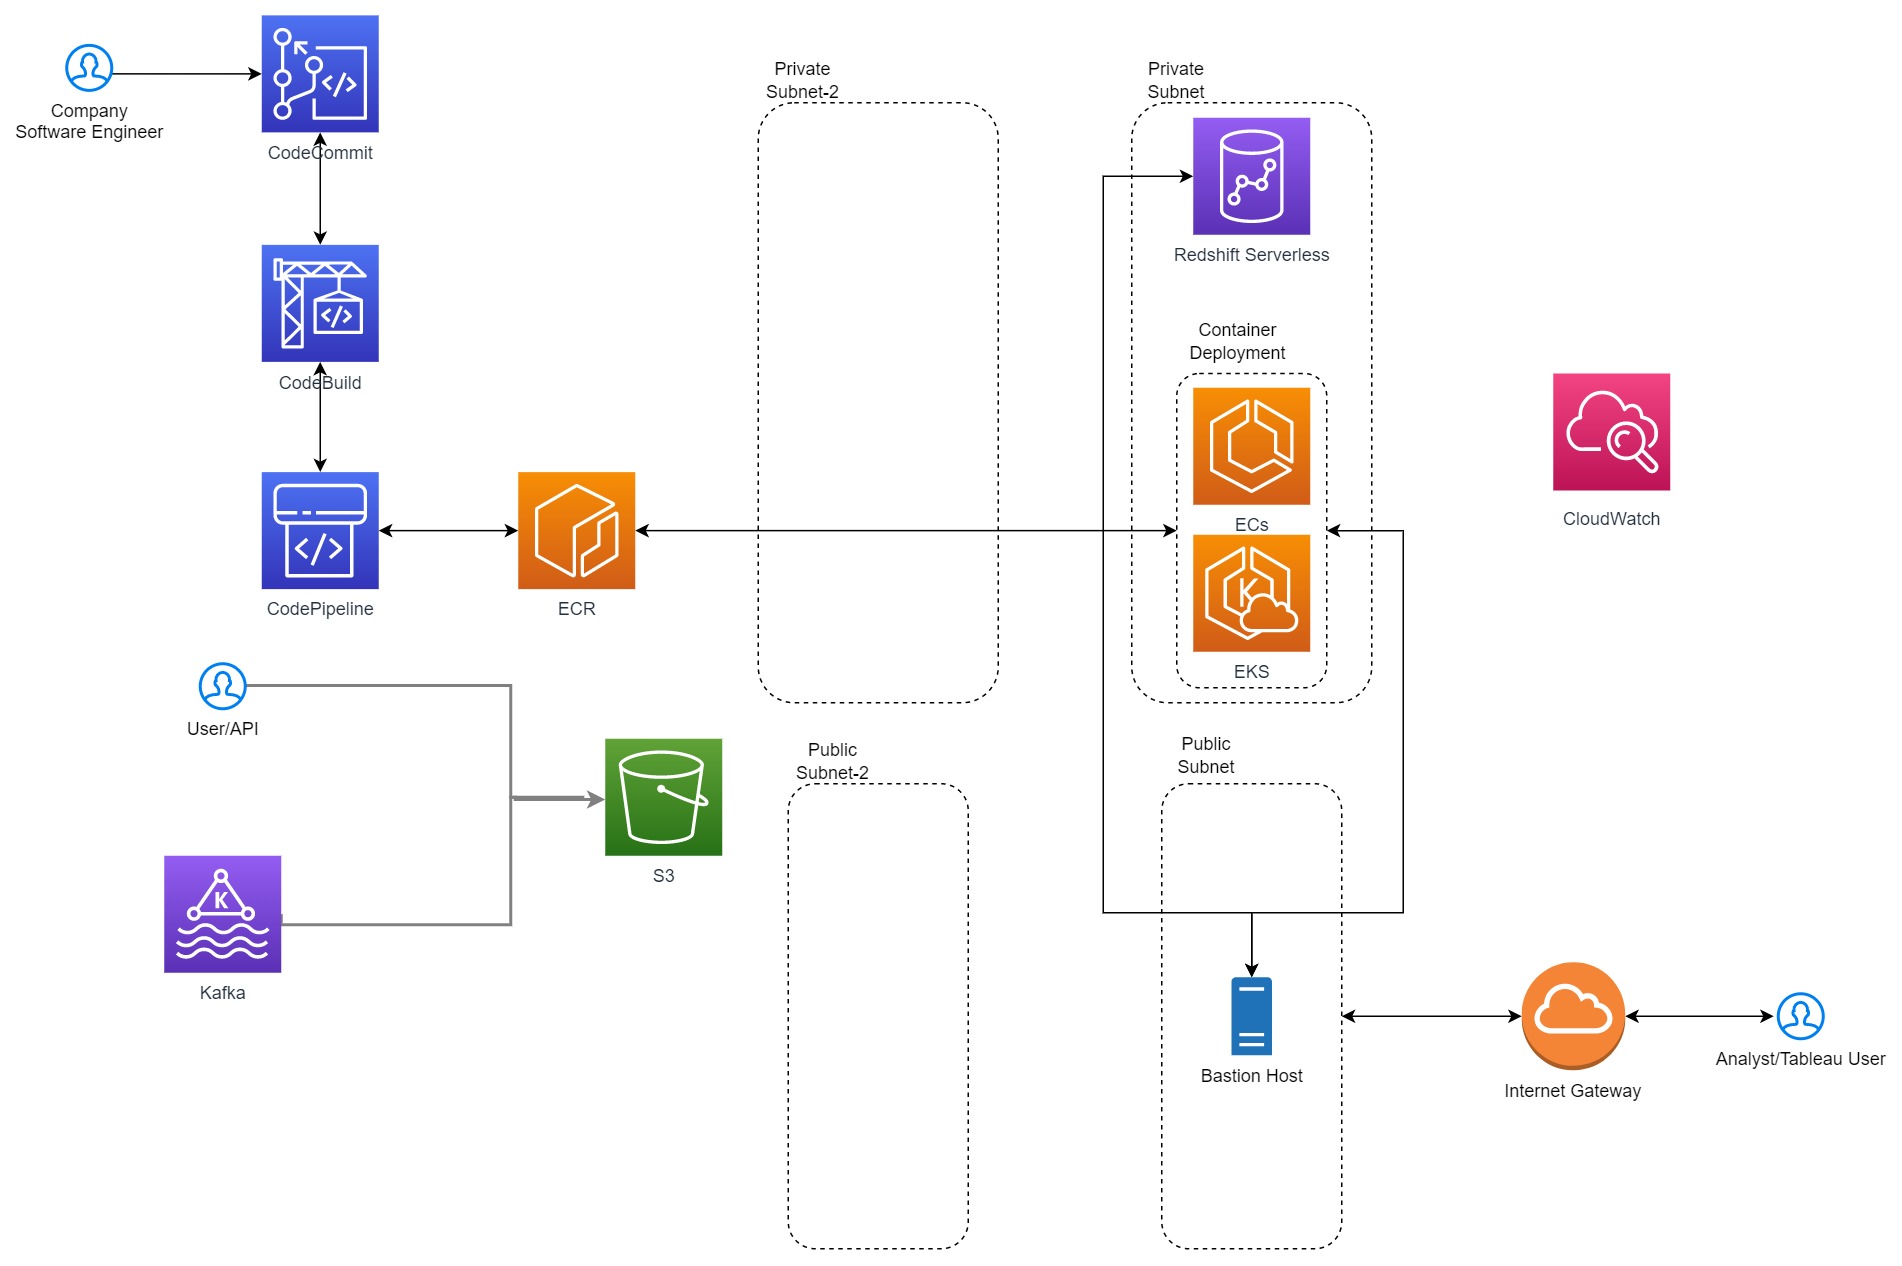 Company
Software Engineer
CodeCommit
CodeBuild
CodePipeline
ECR
Private
Subnet-2
Private
Subnet
Redshift Serverless
Container
Deployment
ECs
K
EKS
CloudWatch
User/API
K
Kafka
S3
Public
Subnet-2
Public
Subnet
Bastion Host
Internet Gateway
Analyst/Tableau User